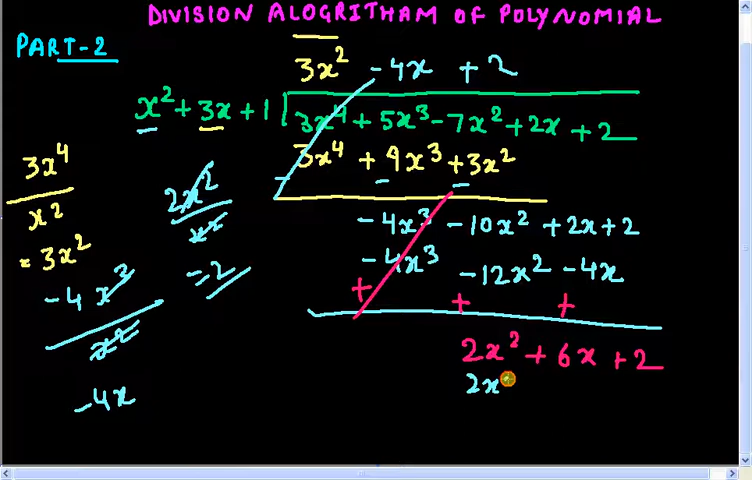 DIVISION ALOGRITHAM OF POLYNOMIAL
PART-2
3x² -4x +2
x² + 3x + 1 3x⁴ + 5x³ - 7x² + 2x + 2
3x⁴ + 9x³ + 3x²
- - -
-4x³ -10x² + 2x + 2
-4x³ -12x² -4x
+ + +
2x² + 6x + 2
2x
3x⁴
x²
= 3x²
-4x³
x²
-4x
2x²
x²
= 2